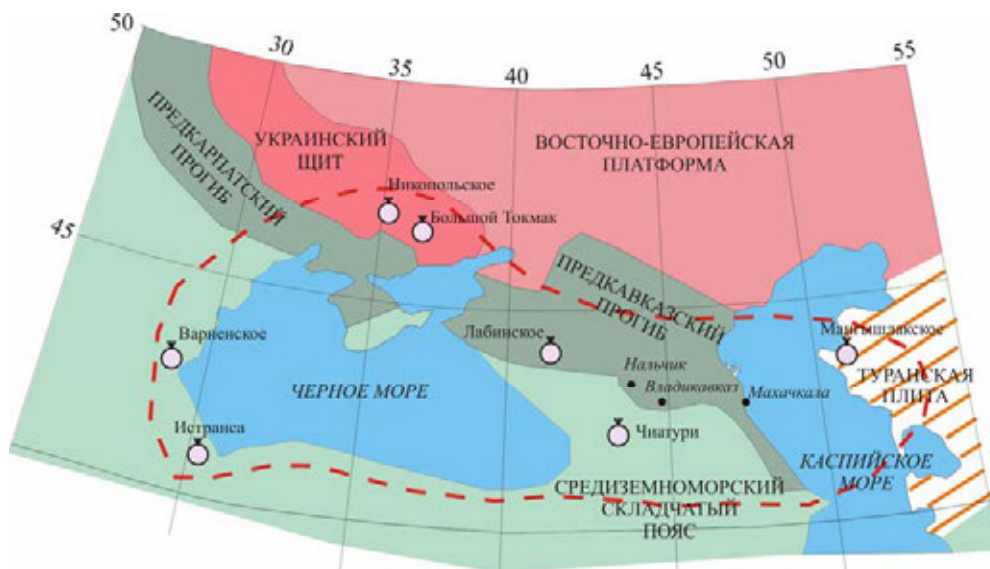 50
30
35
40
45
50
55
45
ПРЕДКАРПАТСКИЙ
ПРОГИБ
УКРАИНСКИЙ
ЩИТ
ВОСТОЧНО-ЕВРОПЕЙСКАЯ
ПЛАТФОРМА
Никопольское
Большой Токмак
ПРЕДКАВКАЗСКИЙ
ПРОГИБ
Варненское
Лабинское
Мангышлакское
Нальчик
Владикавказ
Махачкала
ТУРАНСКАЯ
ПЛИТА
ЧЕРНОЕ МОРЕ
Истранса
Чиатури
КАСПИЙСКОЕ
МОРЕ
СРЕДИЗЕМНОМОРСКИЙ
СКЛАДЧАТЫЙ
ПОЯС